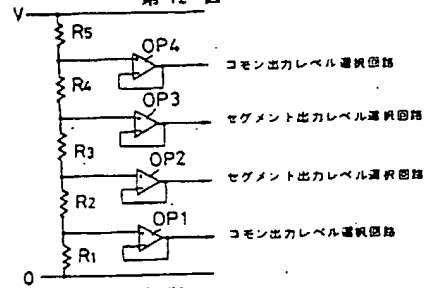 第 12 図
V
R5
OP4
コモン出力レベル選択回路
R4
OP3
セグメント出力レベル選択回路
R3
OP2
セグメント出力レベル選択回路
R2
OP1
コモン出力レベル選択回路
R1
0